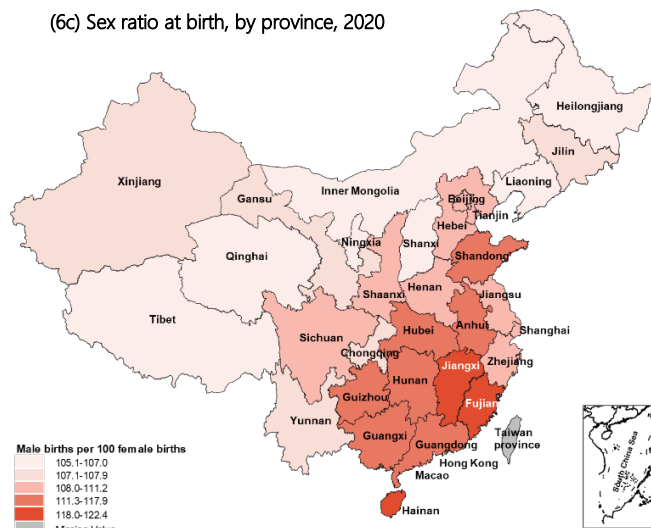 (6c) Sex ratio at birth, by province, 2020
Heilongjiang
Jilin
Xinjiang
Liaoning
Inner Mongolia
Gansu
Beijing
Tianjin
Hebei
Ningxia
Shanxi
Qinghai
Shandong
Shaanxi
Henan
Jiangsu
Tibet
Shanghai
Hubei
Anhui
Sichuan
Chongqing
Zhejiang
Jiangxi
Hunan
Guizhou
Fujian
Yunnan
Taiwan
province
Guangxi
Guangdong
Hong Kong
Macao
Hainan
South China Sea
Male births per 100 female births
105.1-107.0
107.1-107.9
108.0-111.2
111.3-117.9
118.0-122.4